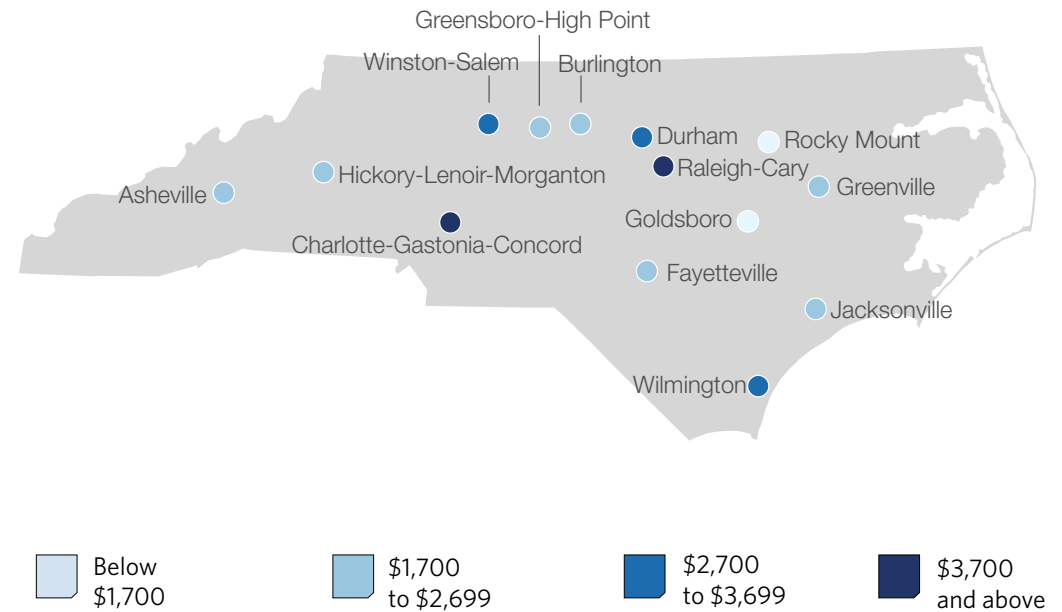 Greensboro-High Point
Winston-Salem
Burlington
Durham
Rocky Mount
Raleigh-Cary
Hickory-Lenoir-Morganton
Asheville
Greenville
Goldsboro
Charlotte-Gastonia-Concord
Fayetteville
Jacksonville
Wilmington
Below
$1,700
$1,700
to $2,699
$2,700
to $3,699
$3,700
and above